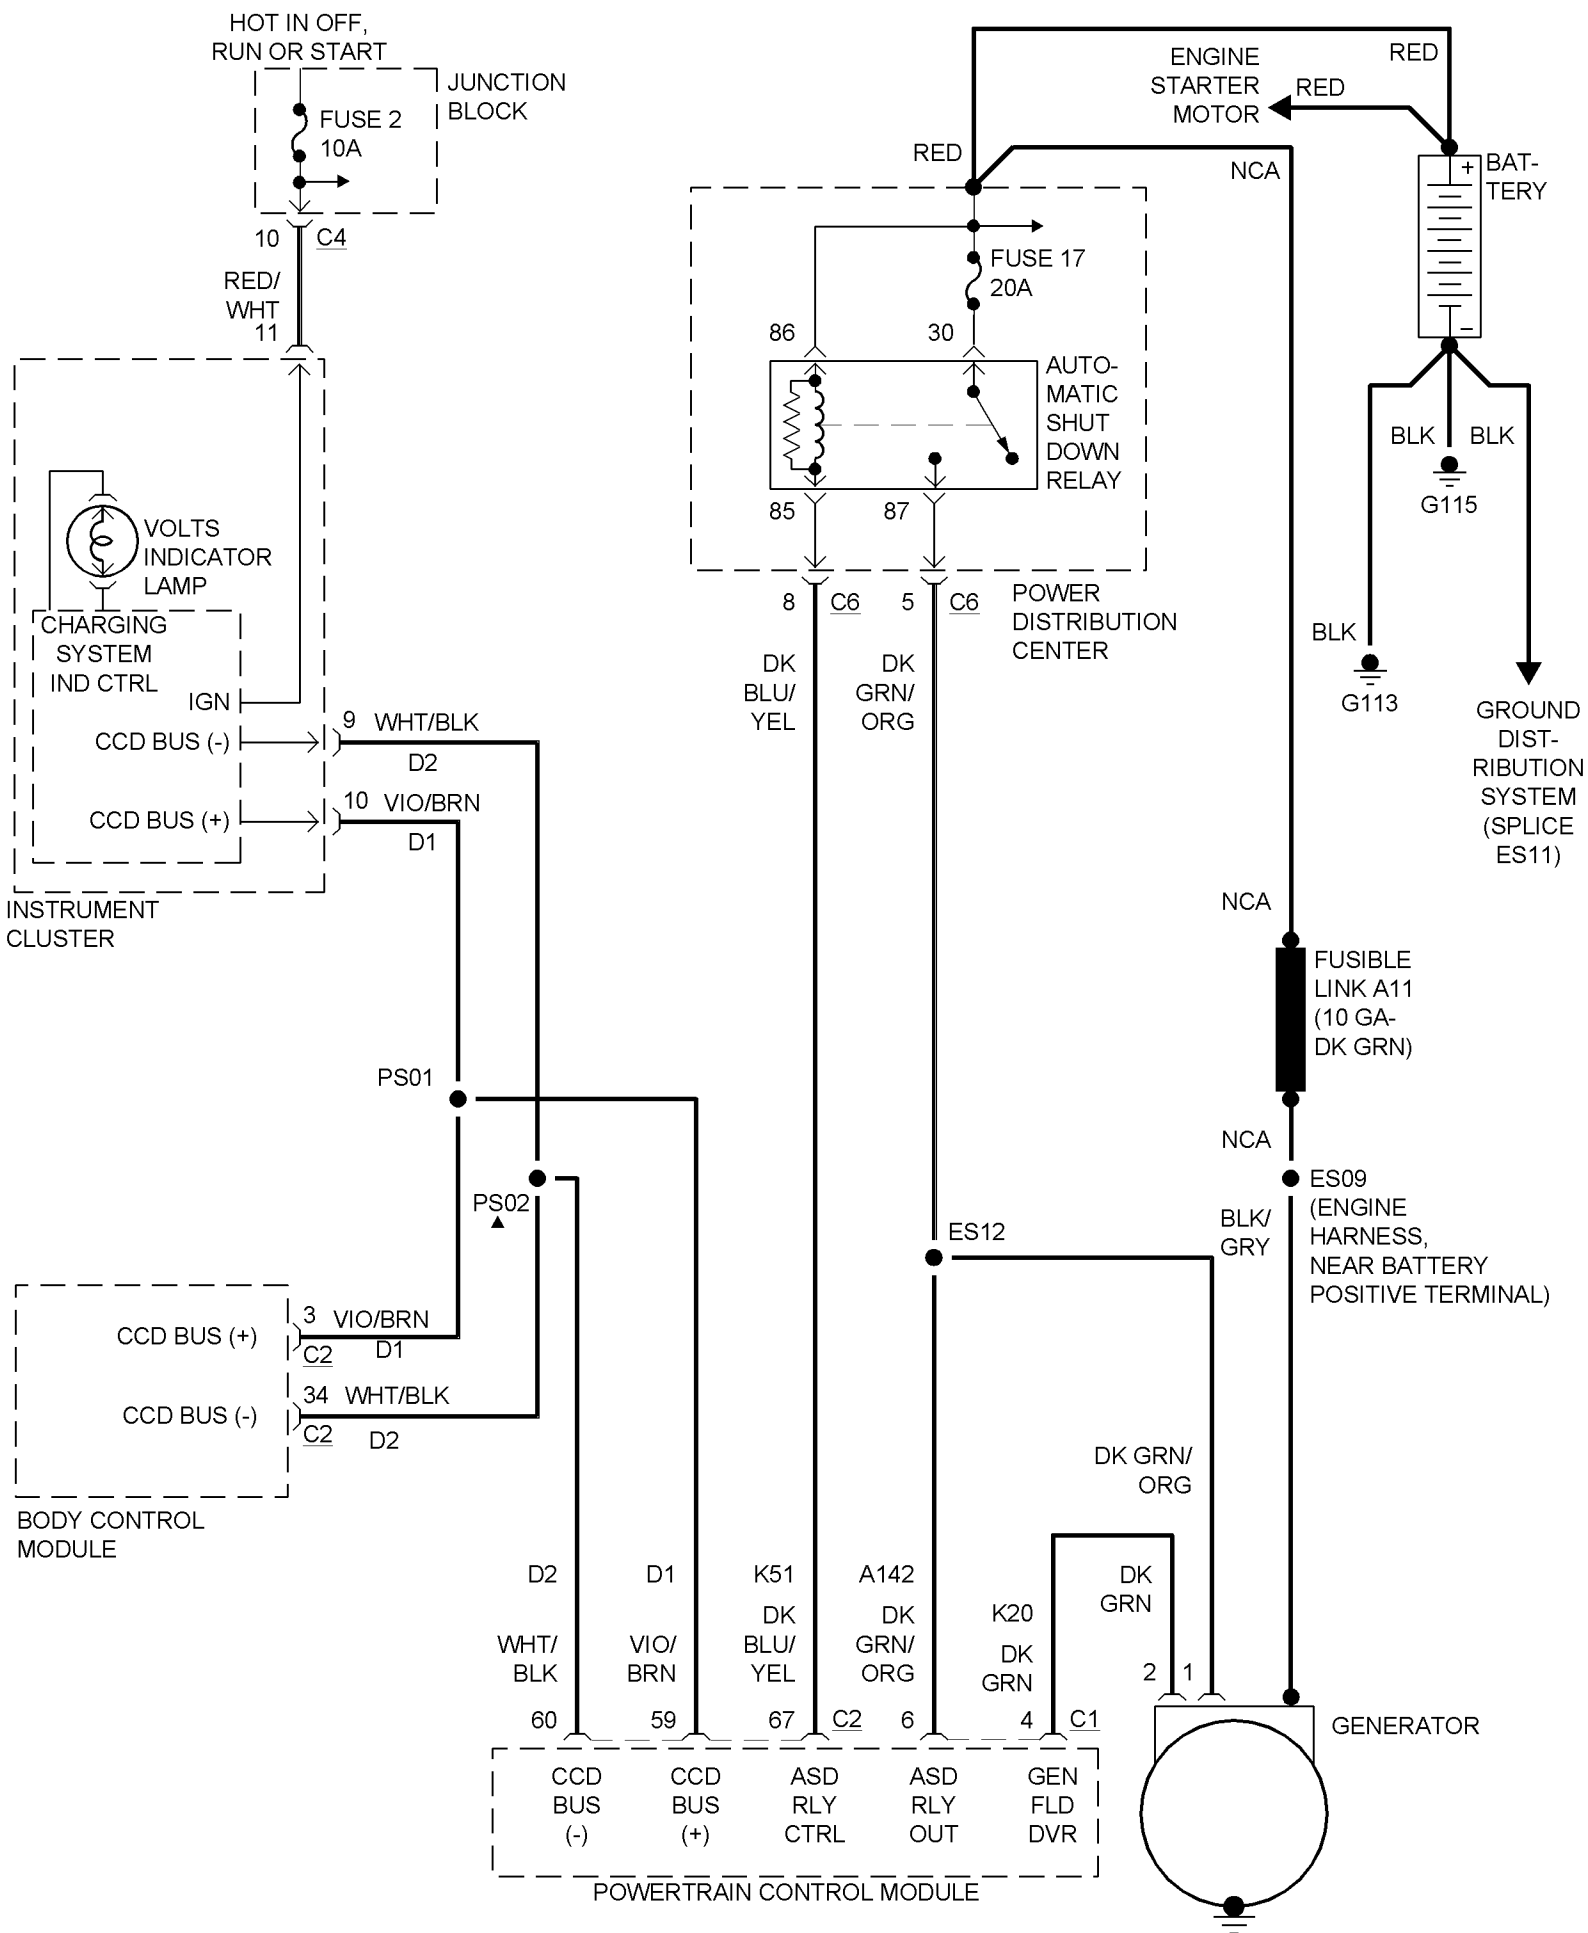 HOT IN OFF,
RUN OR START
JUNCTION
BLOCK
FUSE 2
10A
10
C4
RED/
WHT
11
VOLTS
INDICATOR
LAMP
CHARGING
SYSTEM
IND CTRL
IGN
CCD BUS (-)
CCD BUS (+)
9
WHT/BLK
D2
10
VIO/BRN
D1
INSTRUMENT
CLUSTER
RED
ENGINE
STARTER
MOTOR
RED
RED
NCA
+
-
BAT-
TERY
FUSE 17
20A
86
30
AUTO-
MATIC
SHUT
DOWN
RELAY
85
87
8
C6
5
C6
POWER
DISTRIBUTION
CENTER
DK
BLU/
YEL
DK
GRN/
ORG
BLK
BLK
G115
BLK
G113
GROUND
DIST-
RIBUTION
SYSTEM
(SPLICE
ES11)
NCA
FUSIBLE
LINK A11
(10 GA-
DK GRN)
NCA
ES09
(ENGINE
HARNESS,
NEAR BATTERY
POSITIVE TERMINAL)
BLK/
GRY
PS01
PS02
ES12
CCD BUS (+)
3
VIO/BRN
C2
D1
CCD BUS (-)
34
WHT/BLK
C2
D2
BODY CONTROL
MODULE
DK GRN/
ORG
D2
WHT/
BLK
60
D1
VIO/
BRN
59
K51
DK
BLU/
YEL
67
C2
A142
DK
GRN/
ORG
6
K20
DK
GRN
4
C1
DK
GRN
2
1
GENERATOR
CCD
BUS
(-)
CCD
BUS
(+)
ASD
RLY
CTRL
ASD
RLY
OUT
GEN
FLD
DVR
POWERTRAIN CONTROL MODULE